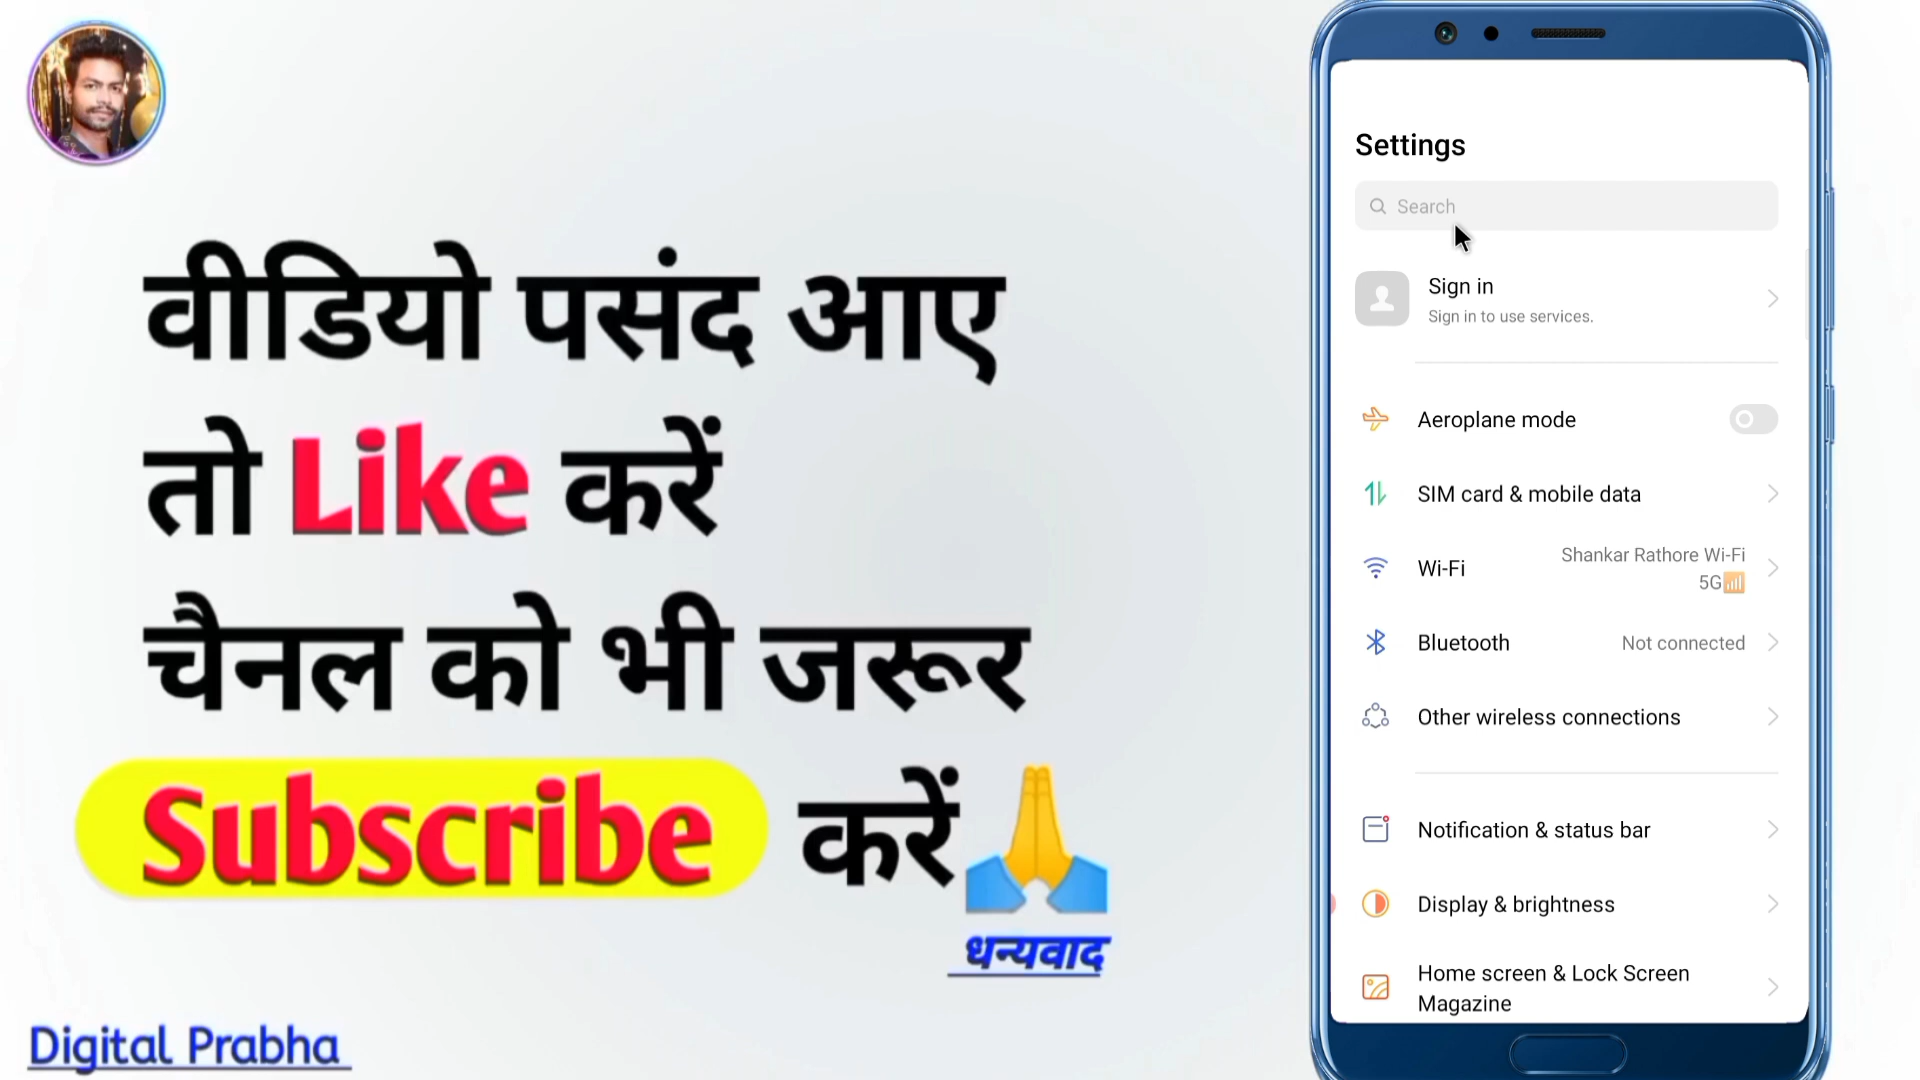 वीडियो पसंद आए
तो Like करें
चैनल को भी जरूर
Subscribe करें
धन्यवाद
Digital Prabha
Settings
Search
Sign in
Sign in to use services.
Aeroplane mode
SIM card & mobile data
Wi-Fi
Shankar Rathore Wi-Fi
5G
Bluetooth
Not connected
Other wireless connections
Notification & status bar
Display & brightness
Home screen & Lock Screen
Magazine